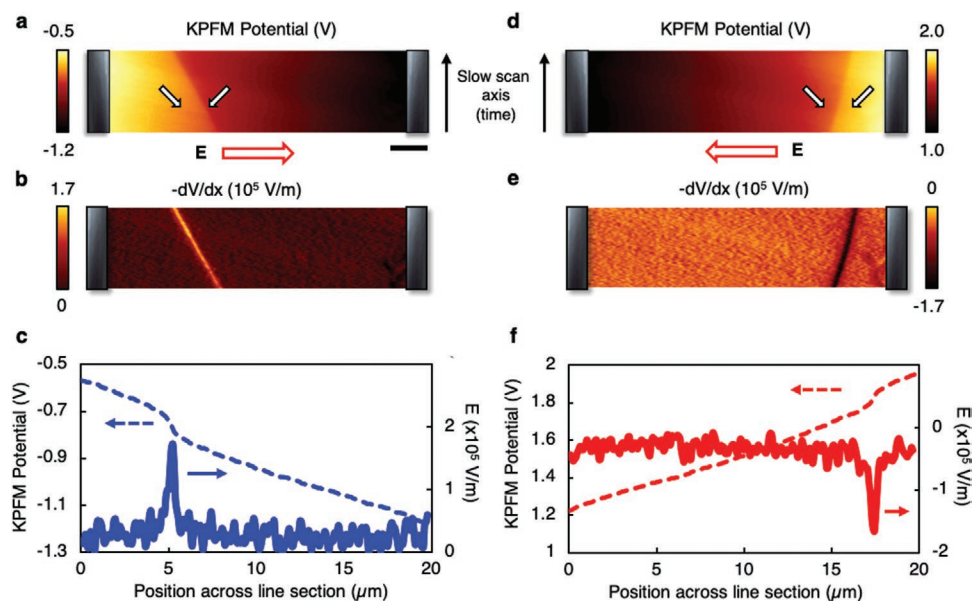 a
KPFM Potential (V)
-0.5
-1.2
E
Slow scan
axis
(time)
d
KPFM Potential (V)
2.0
1.0
E
b
-dV/dx (10⁵ V/m)
1.7
0
e
-dV/dx (10⁵ V/m)
0
-1.7
c
KPFM Potential (V)
-0.5
-0.7
-0.9
-1.1
-1.3
0 5 10 15 20
Position across line section (μm)
2
1
0
E (x10⁵ V/m)
f
KPFM Potential (V)
2
1.8
1.6
1.4
1.2
1
0 5 10 15 20
Position across line section (μm)
1
0
-1
-2
E (x10⁵ V/m)